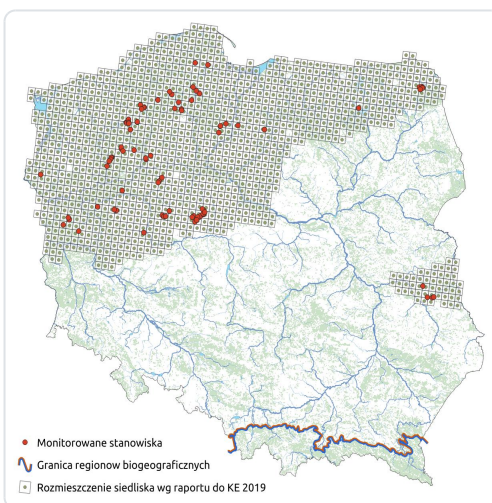 Monitorowane stanowiska
Granica regionow biogeograficznych
Rozmieszczenie siedliska wg raportu do KE 2019